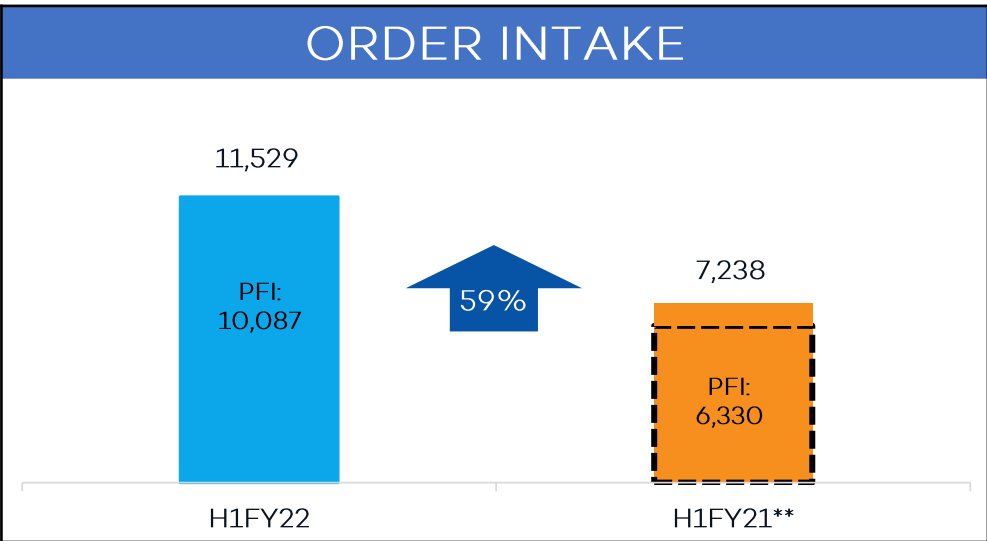 ORDER INTAKE
11,529
PFI:
10,087
59%
7,238
PFI:
6,330
H1FY22
H1FY21**